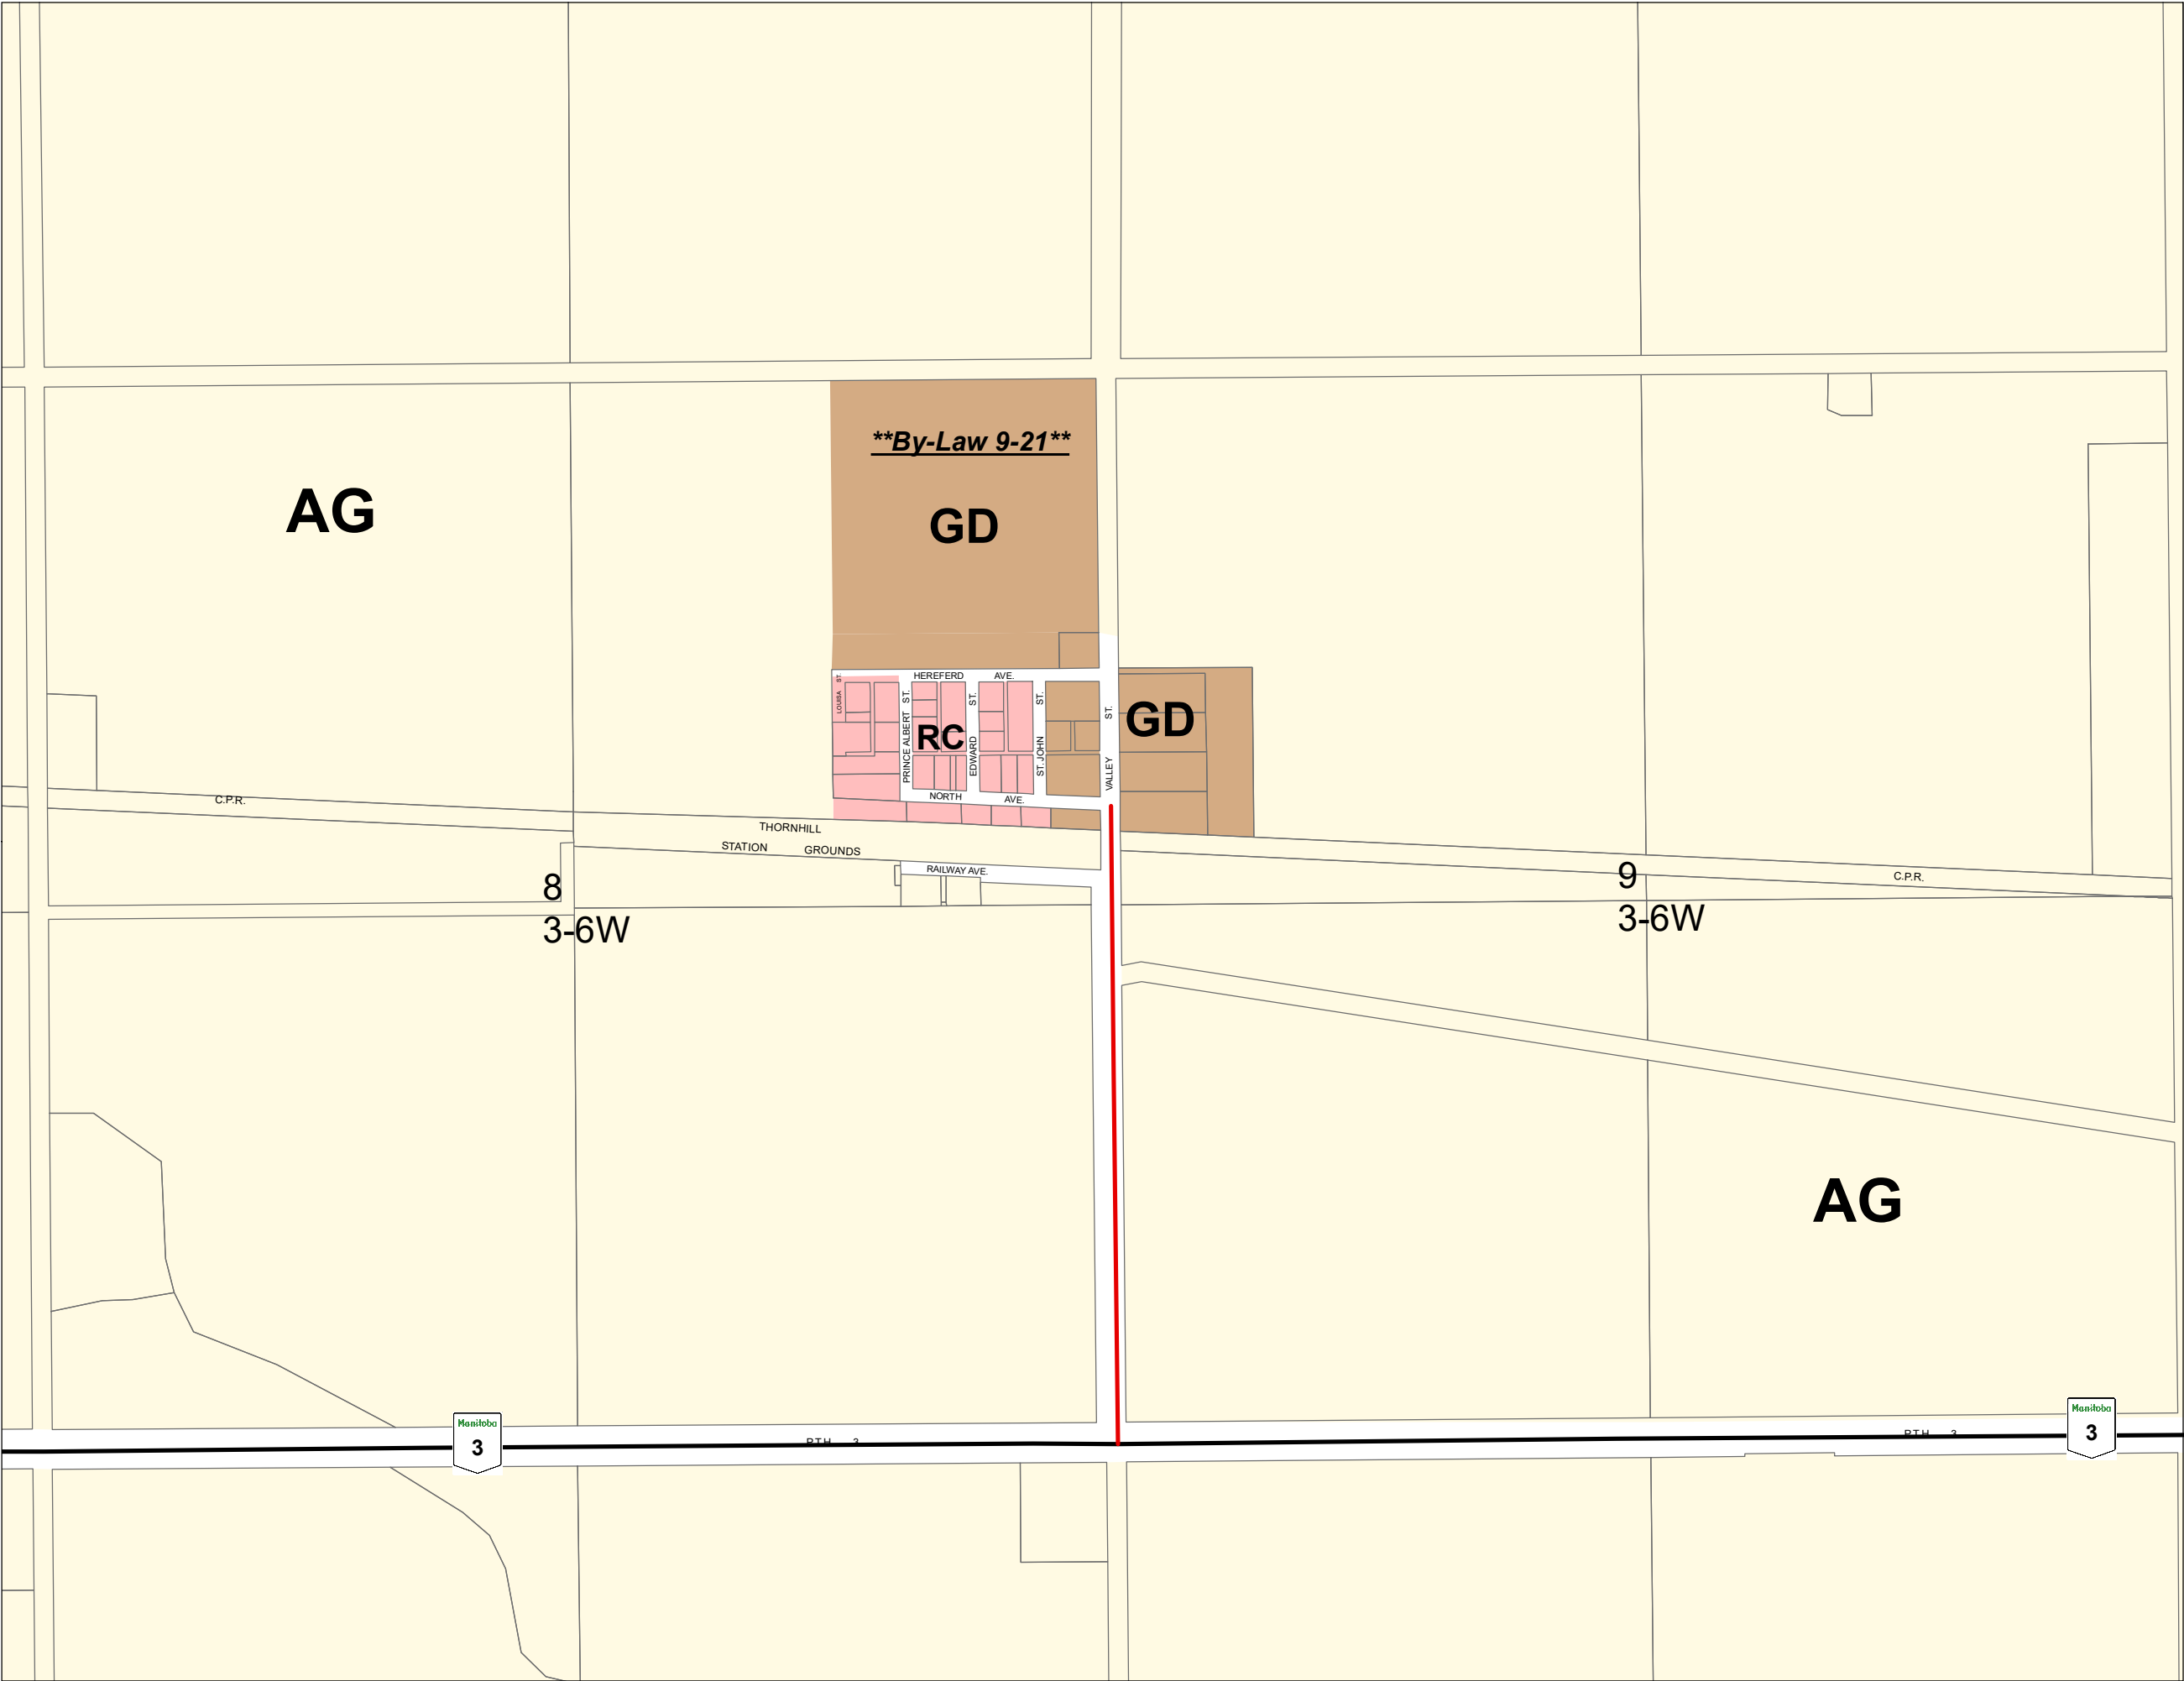 **By-Law 9-21**
AG
GD
HEREFERD AVE.
LOUISA ST.
PRINCE ALBERT ST.
EDWARD ST.
ST. JOHN ST.
VALLEY ST.
RC
GD
NORTH AVE.
C.P.R.
THORNHILL
STATION GROUNDS
RAILWAY AVE.
8
3-6W
9
3-6W
C.P.R.
AG
Manitoba
3
P.T.H. 3
P.T.H. 3
Manitoba
3